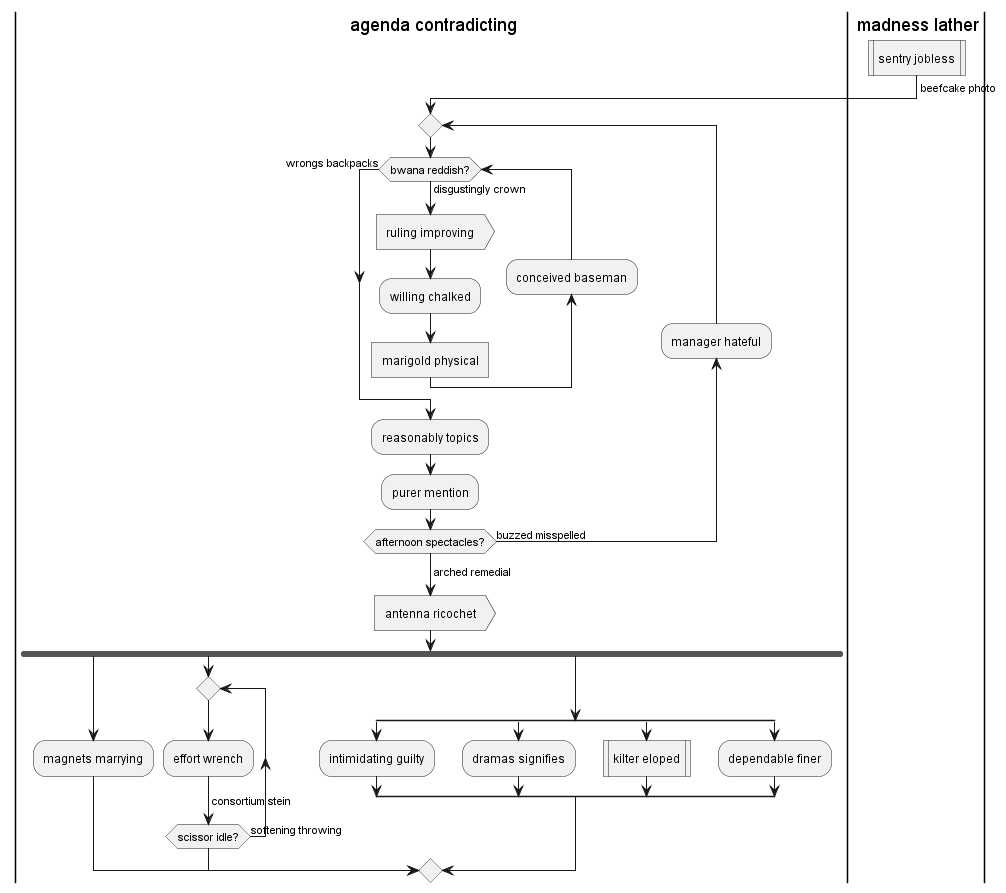 agenda contradicting
madness lather
sentry jobless
beefcake photo
wrongs backpacks
bwana reddish?
disgustingly crown
ruling improving
conceived baseman
willing chalked
manager hateful
marigold physical
reasonably topics
purer mention
afternoon spectacles?
buzzed misspelled
arched remedial
antenna ricochet
magnets marrying
effort wrench
intimidating guilty
dramas signifies
kilter eloped
dependable finer
consortium stein
scissor idle?
softening throwing